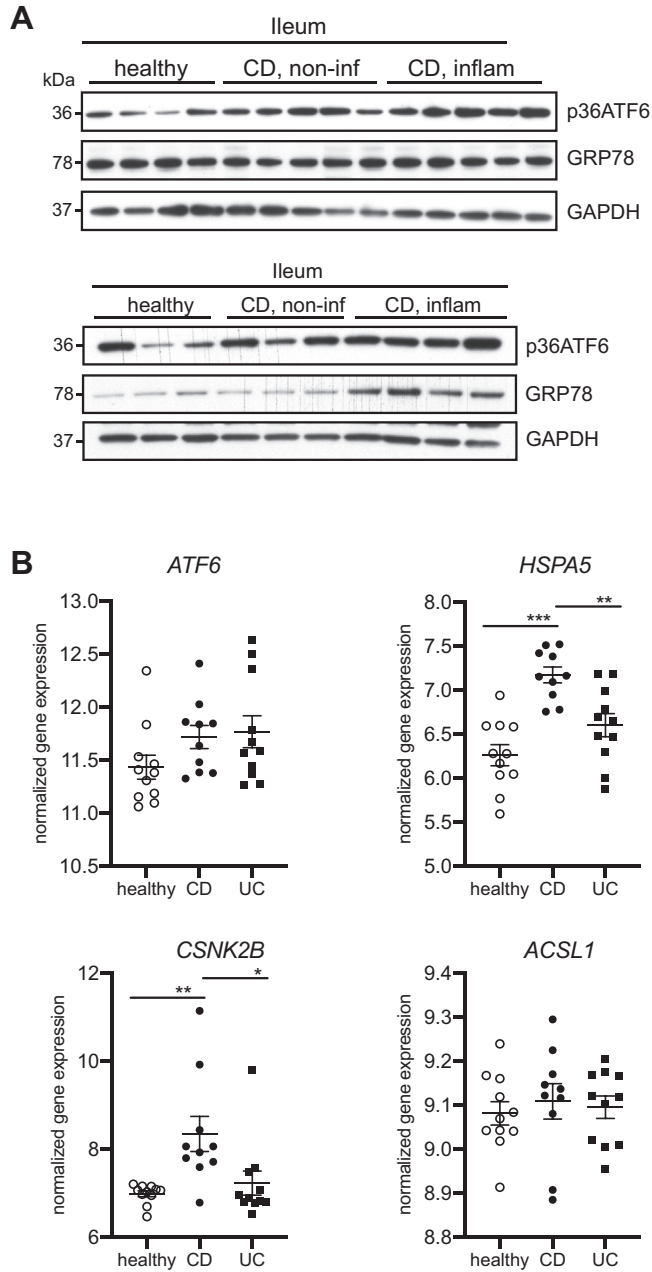 A
Ileum
healthy CD, non-inf CD, inflam
kDa
36 p36ATF6
78 GRP78
37 GAPDH
Ileum
healthy CD, non-inf CD, inflam
36 p36ATF6
78 GRP78
37 GAPDH
B
ATF6
normalized gene expression
13.0
12.5
12.0
11.5
11.0
10.5
healthy CD UC
HSPA5
normalized gene expression
8.0
7.5
7.0
6.5
6.0
5.5
5.0
*** **
healthy CD UC
CSNK2B
normalized gene expression
12
10
8
6
** *
healthy CD UC
ACSL1
normalized gene expression
9.4
9.3
9.2
9.1
9.0
8.9
8.8
healthy CD UC